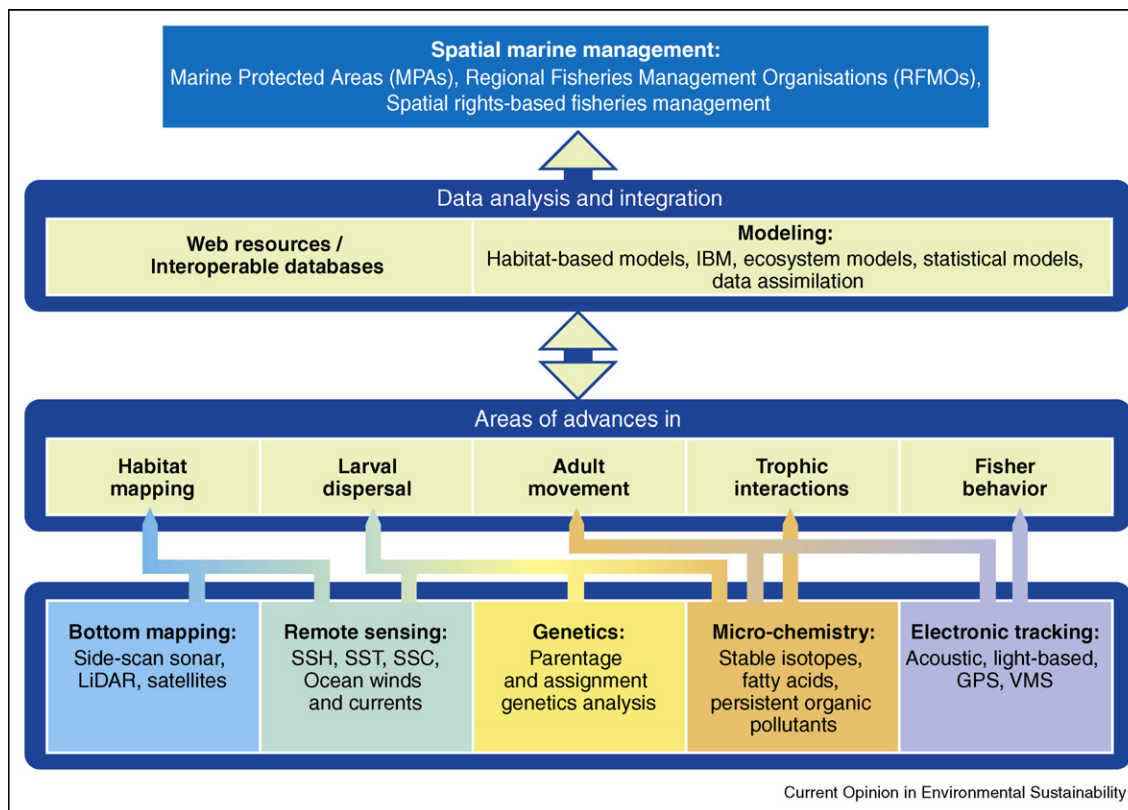 Spatial marine management:
Marine Protected Areas (MPAs), Regional Fisheries Management Organisations (RFMOs),
Spatial rights-based fisheries management
Data analysis and integration
Web resources /
Interoperable databases
Modeling:
Habitat-based models, IBM, ecosystem models, statistical models,
data assimilation
Areas of advances in
Habitat
mapping
Larval
dispersal
Adult
movement
Trophic
interactions
Fisher
behavior
Bottom mapping:
Side-scan sonar,
LiDAR, satellites
Remote sensing:
SSH, SST, SSC,
Ocean winds
and currents
Genetics:
Parentage
and assignment
genetics analysis
Micro-chemistry:
Stable isotopes,
fatty acids,
persistent organic
pollutants
Electronic tracking:
Acoustic, light-based,
GPS, VMS
Current Opinion in Environmental Sustainability